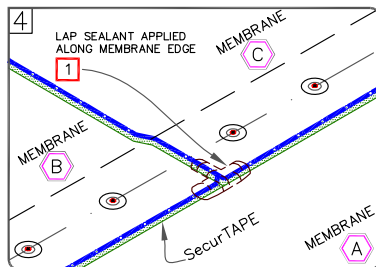 4
LAP SEALANT APPLIED
ALONG MEMBRANE EDGE
1
MEMBRANE
C
MEMBRANE
B
SecurTAPE
MEMBRANE
A